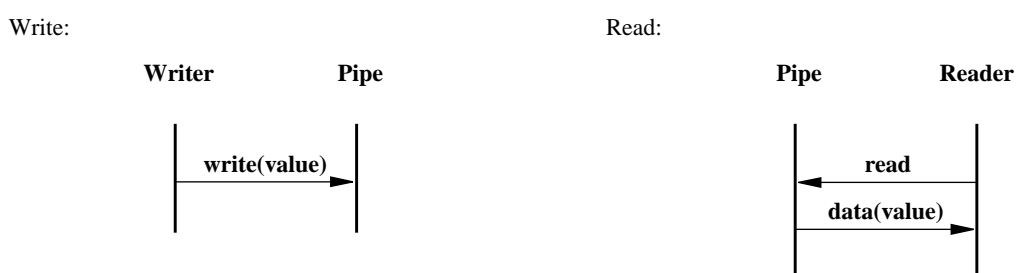 Write:
Writer Pipe
write(value)
Read:
Pipe Reader
read
data(value)